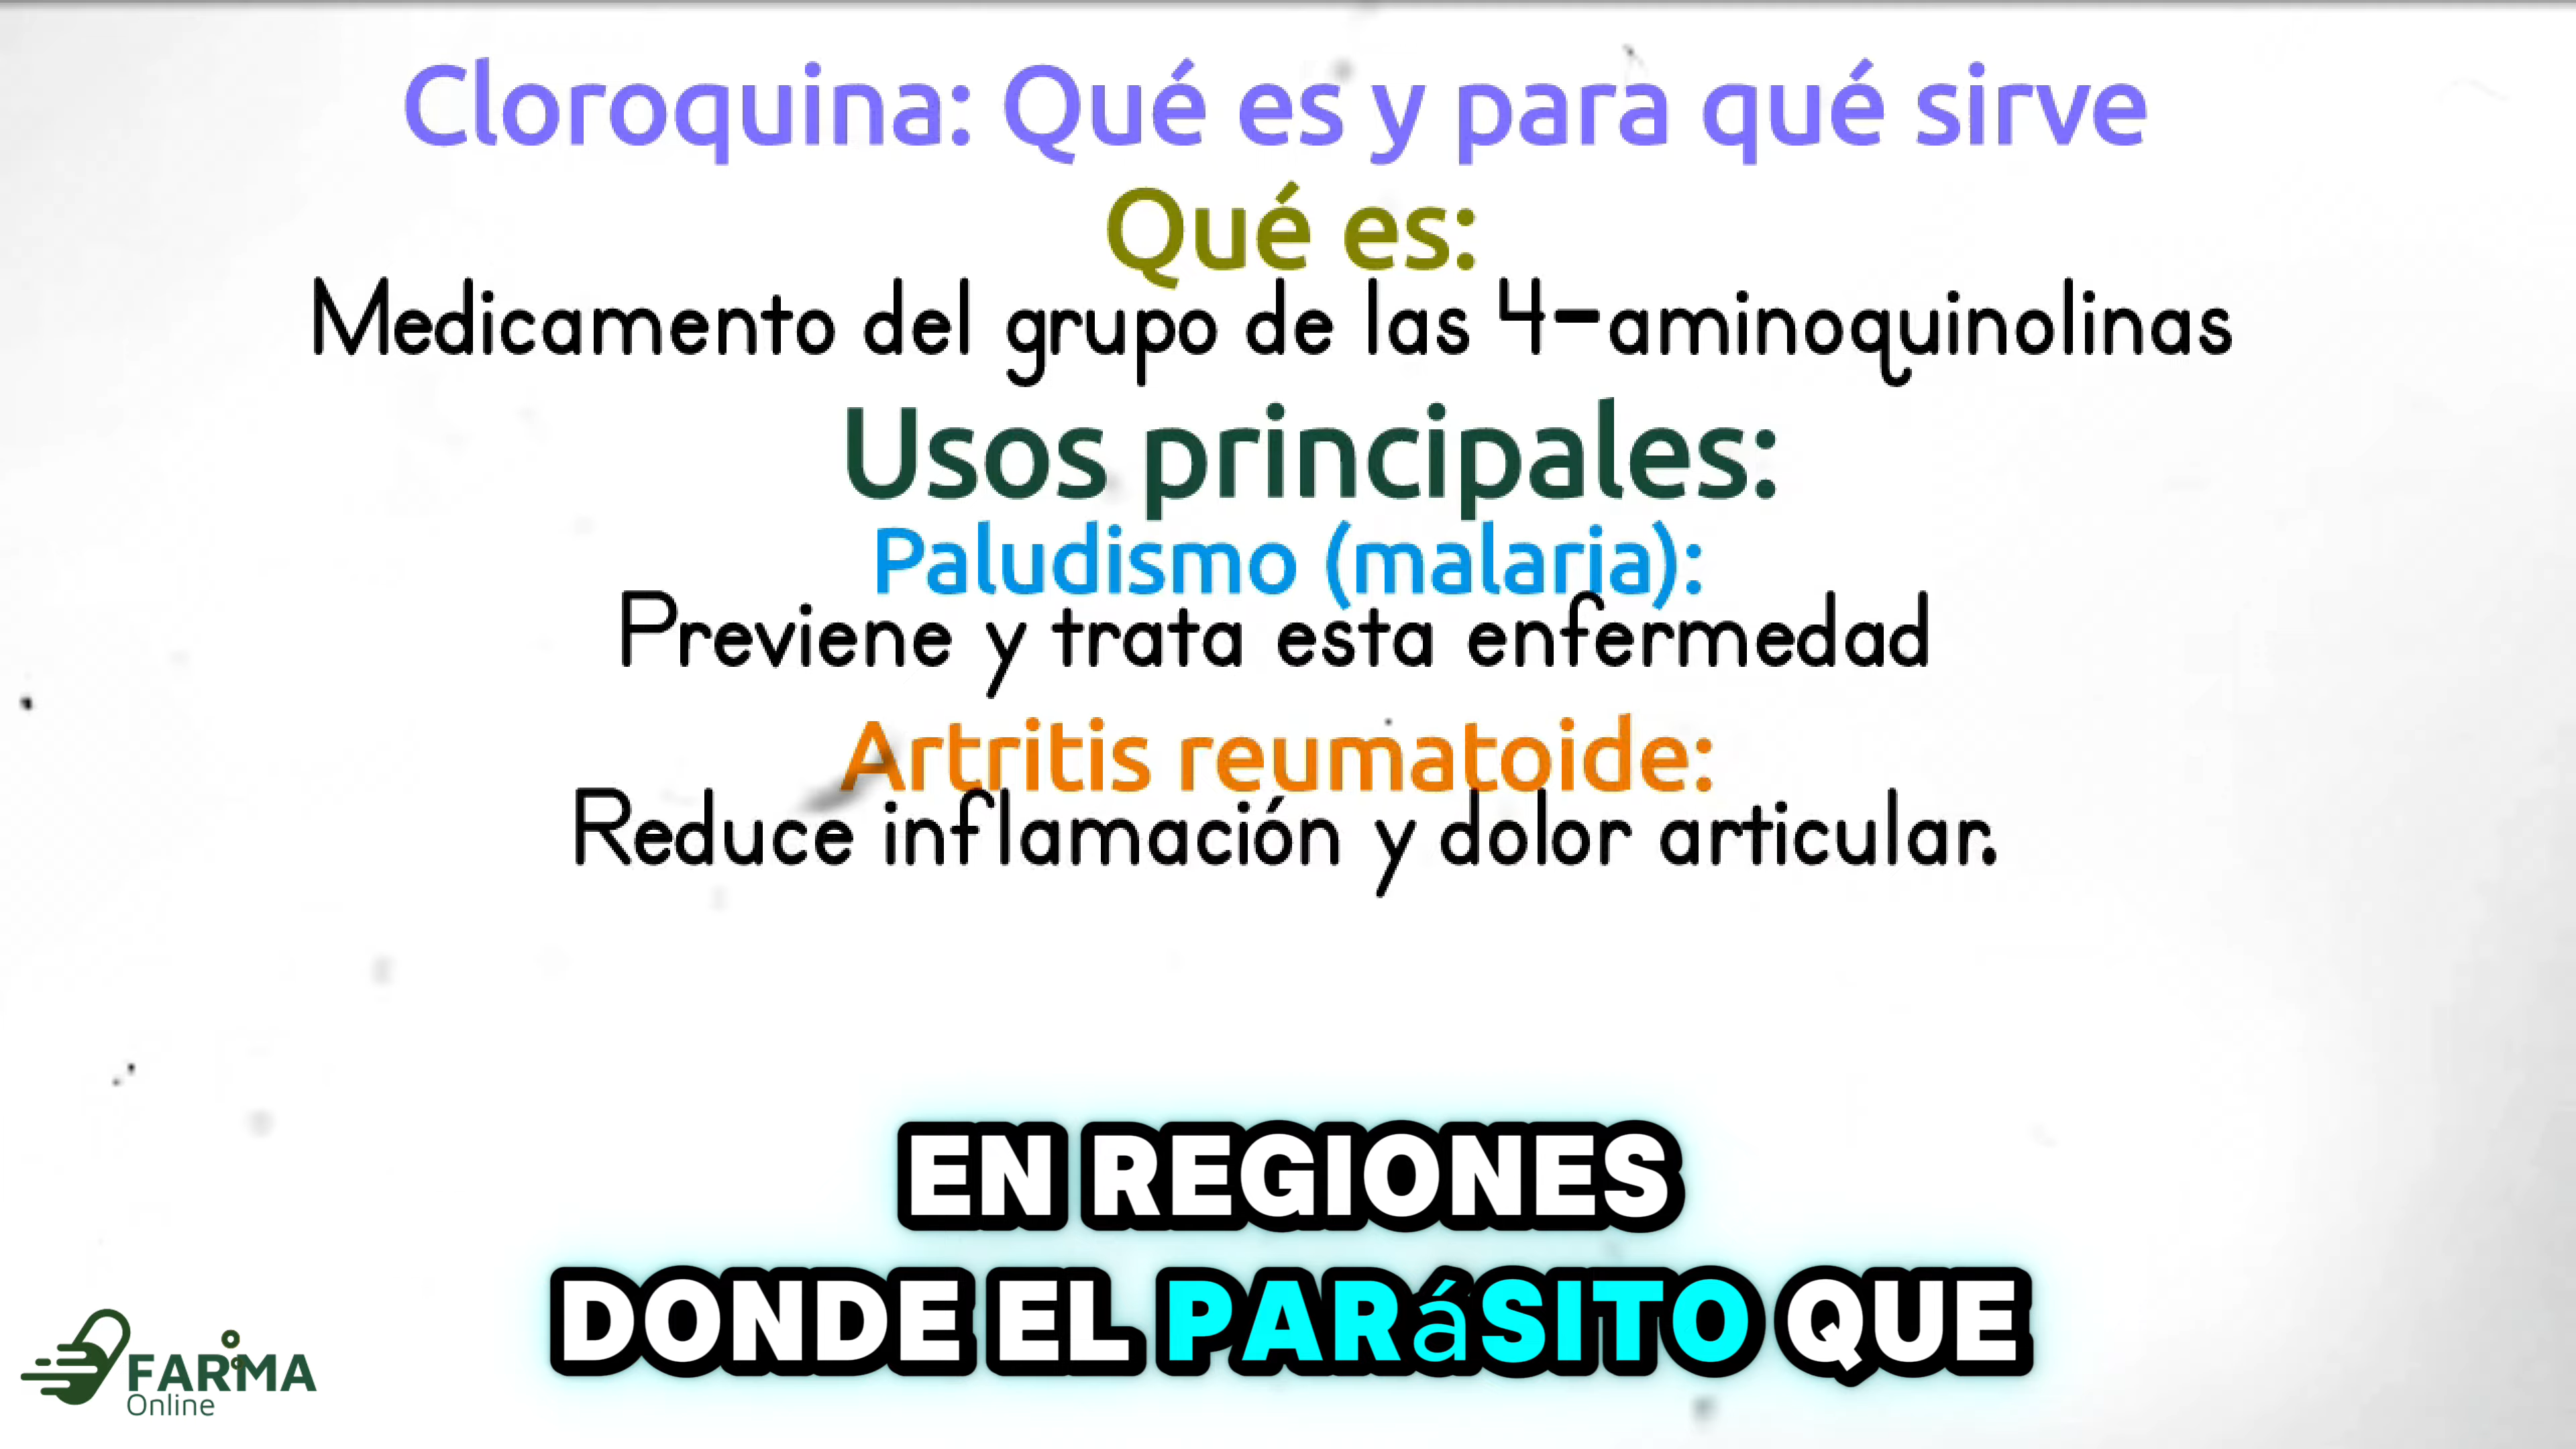 Cloroquina: Qué es y para qué sirve
Qué es:
Medicamento del grupo de las 4-aminoquinolinas
Usos principales:
Paludismo (malaria):
Previene y trata esta enfermedad
Artritis reumatoide:
Reduce inflamación y dolor articular.
EN REGIONES
DONDE EL PARáSITO QUE
FARMA
Online